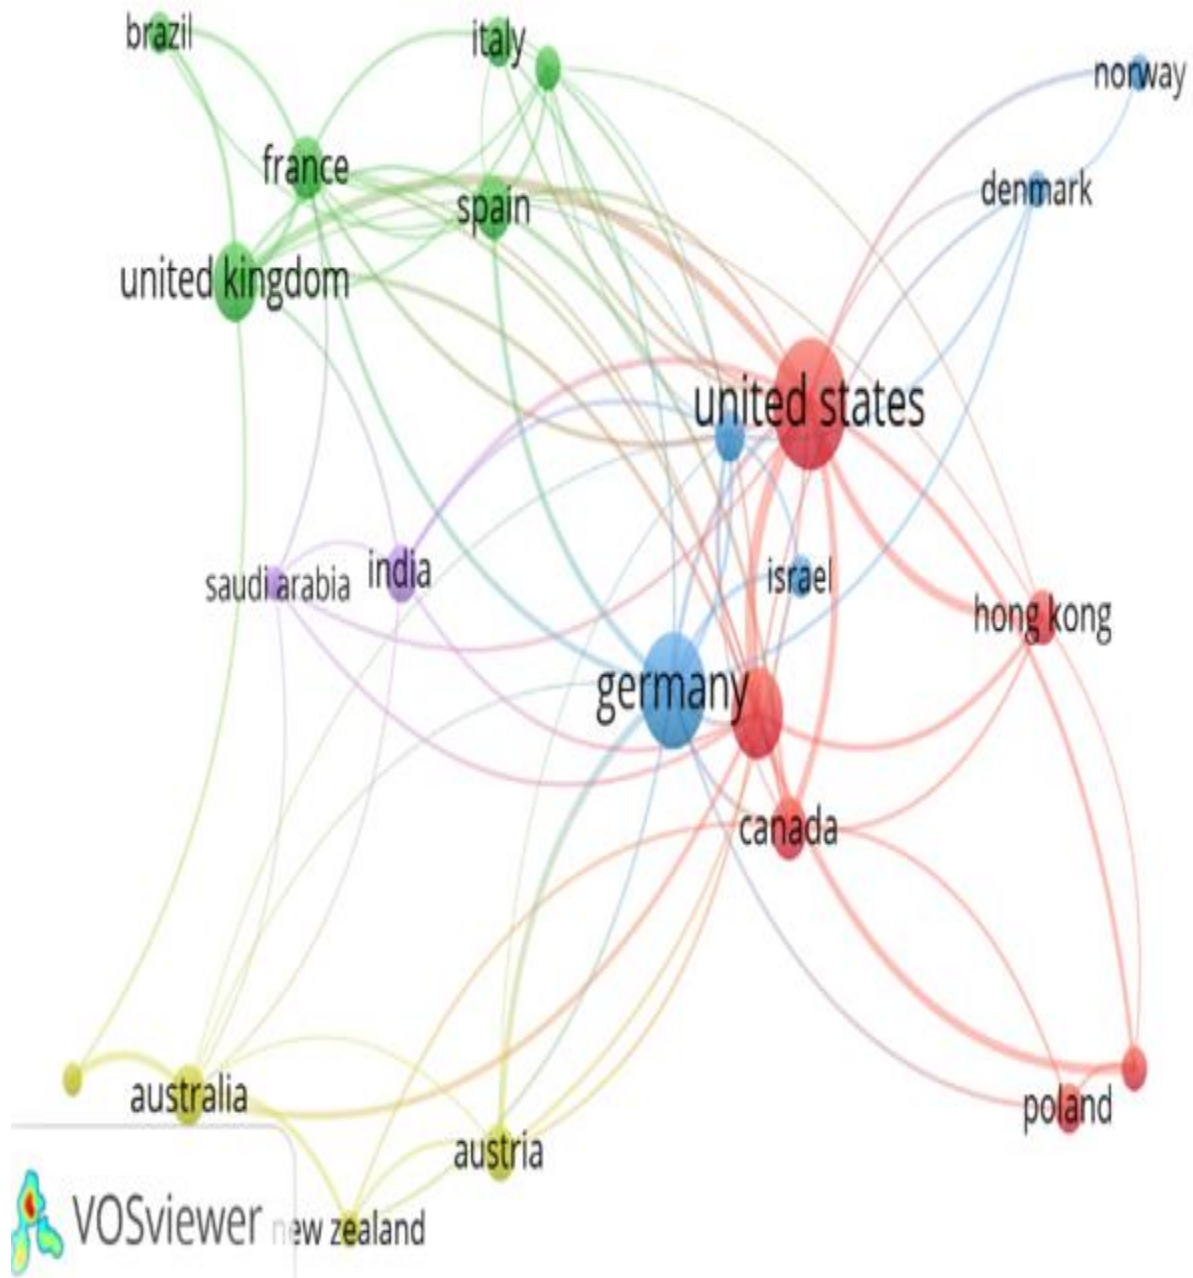 brazil
italy
norway
france
denmark
spain
united kingdom
united states
saudi arabia
india
israel
hong kong
germany
canada
australia
poland
austria
VOSviewer
new zealand